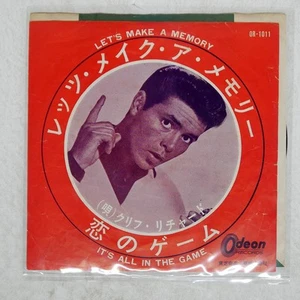 LET'S MAKE A MEMORY
OR-1011
レッツ・メイク・ア・メモリー
(唄)クリフ・リチャード
恋のゲーム
IT'S ALL IN THE GAME
Odeon
RECORDS